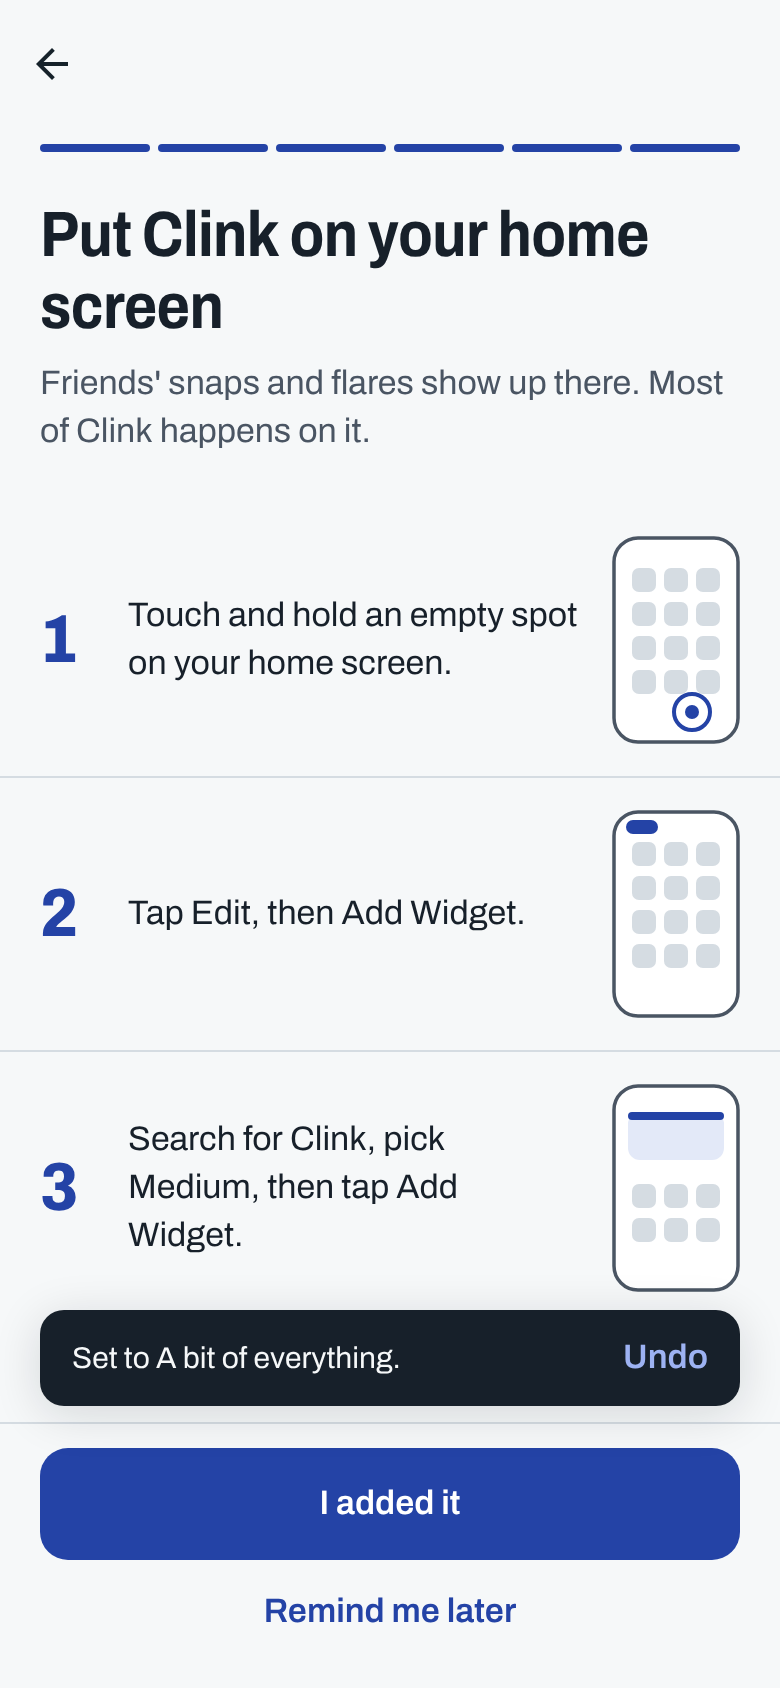 Put Clink on your home
screen
Friends' snaps and flares show up there. Most
of Clink happens on it.
1
Touch and hold an empty spot
on your home screen.
2
Tap Edit, then Add Widget.
3
Search for Clink, pick
Medium, then tap Add
Widget.
Set to A bit of everything.
Undo
I added it
Remind me later